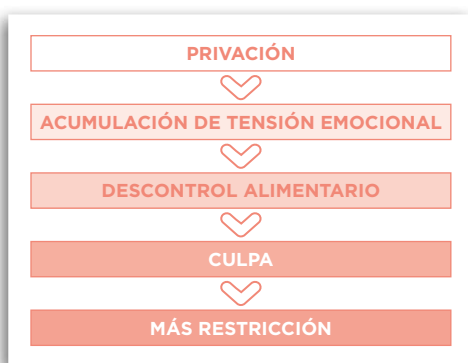 PRIVACIÓN
ACUMULACIÓN DE TENSIÓN EMOCIONAL
DESCONTROL ALIMENTARIO
CULPA
MÁS RESTRICCIÓN